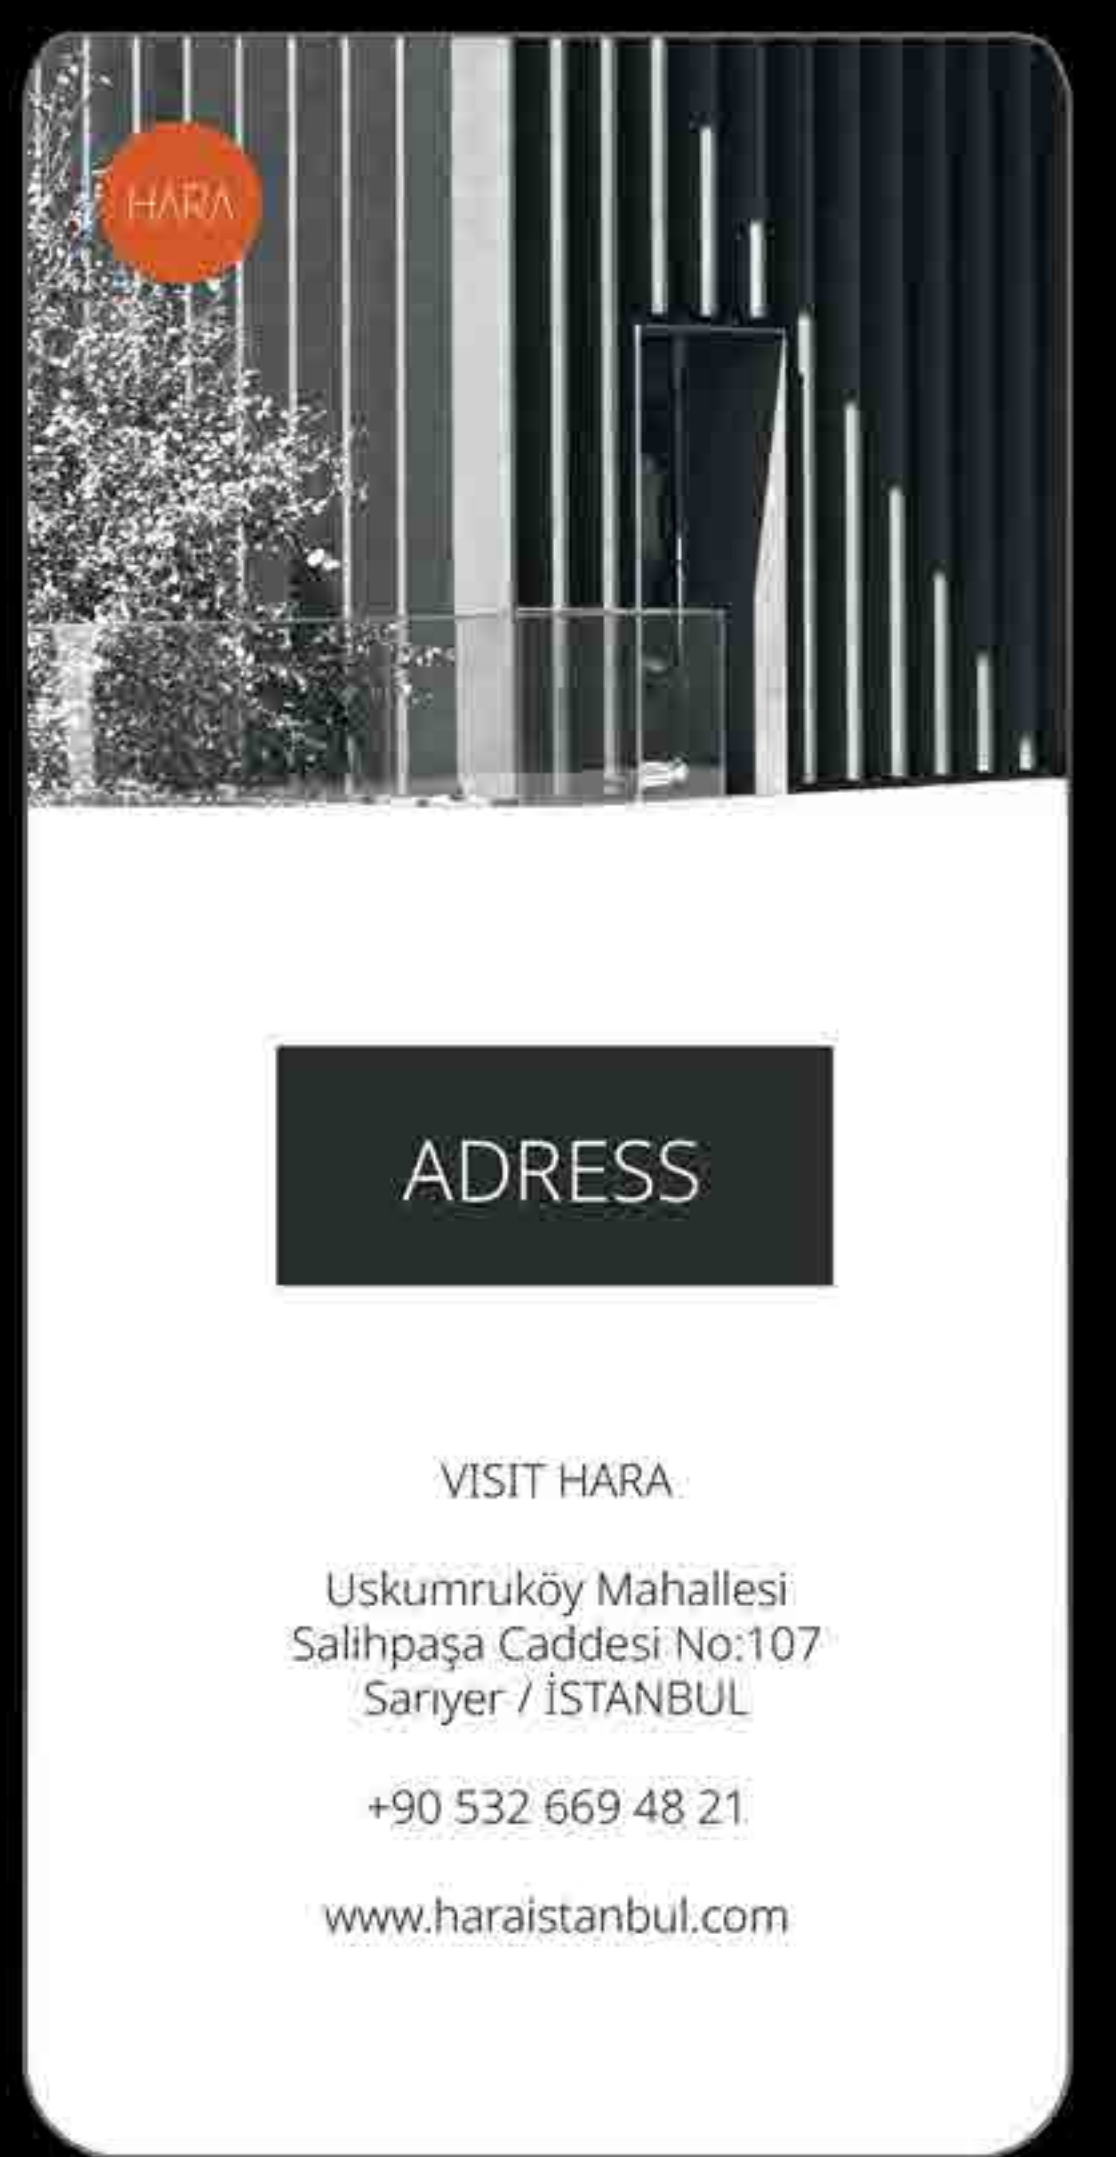 HARA
ADRESS
VISIT HARA
Uskumruköy Mahallesi
Salihpaşa Caddesi No:107
Sarıyer / İSTANBUL
+90 532 669 48 21
www.haraistanbul.com